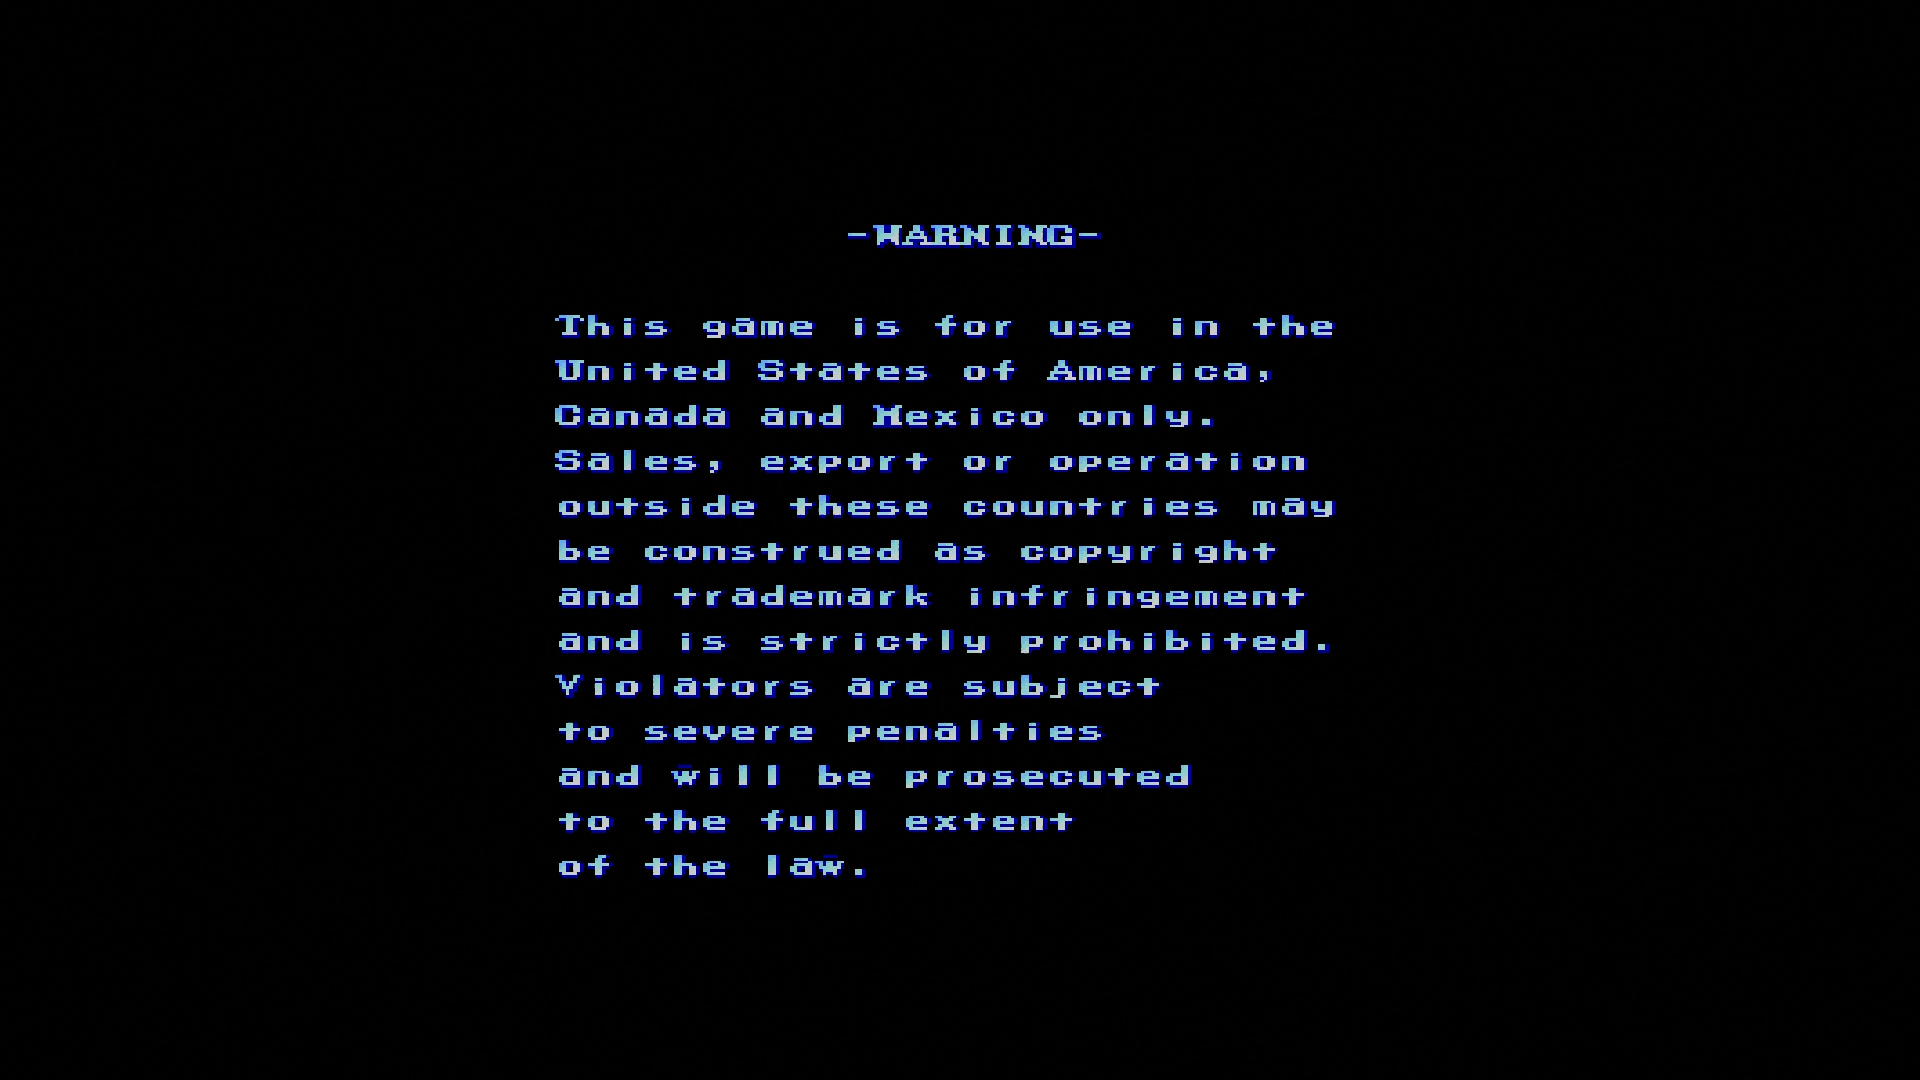 -WARNING-
This game is for use in the
United States of America,
Canada and Mexico only.
Sales, export or operation
outside these countries may
be construed as copyright
and trademark infringement
and is strictly prohibited.
Violators are subject
to severe penalties
and will be prosecuted
to the full extent
of the law.